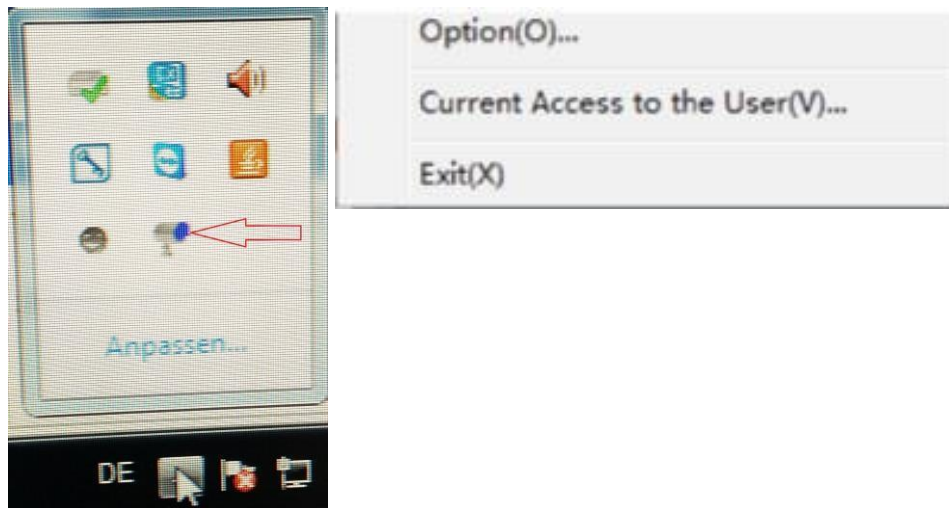 Anpassen...
DE
Option(O)...
Current Access to the User(V)...
Exit(X)